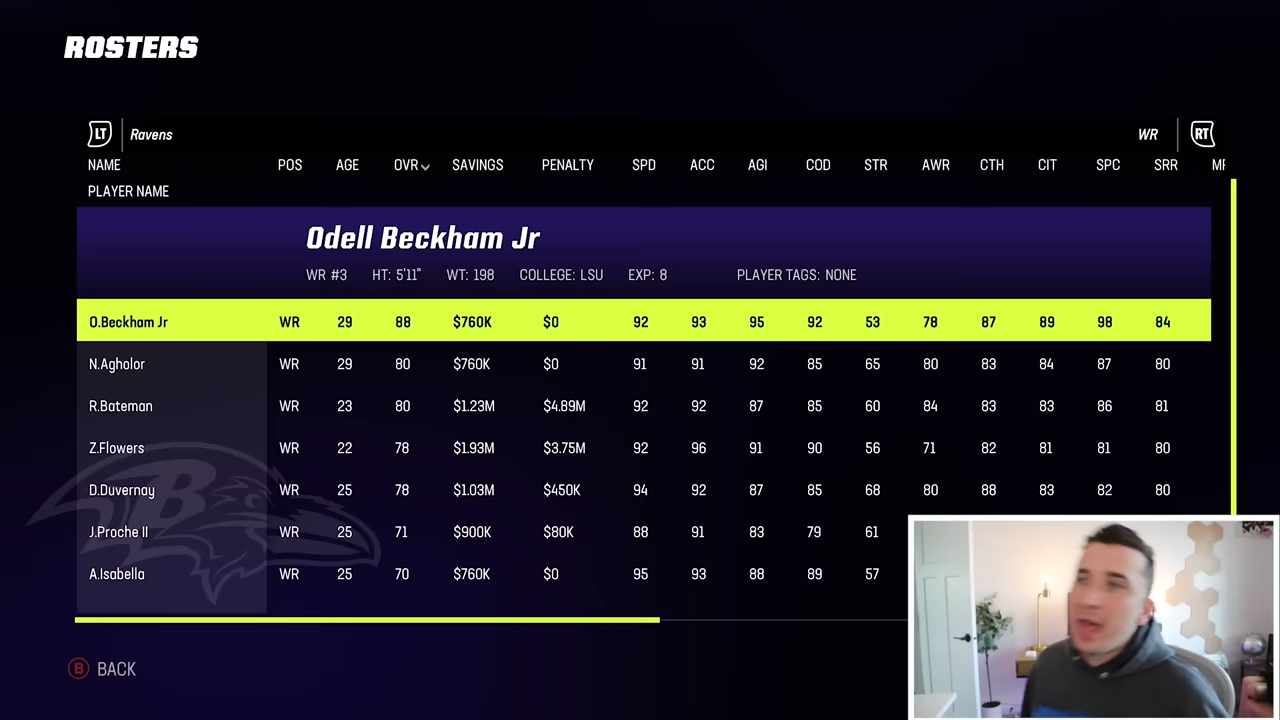 ROSTERS
LT Ravens WR RT
NAME POS AGE OVR SAVINGS PENALTY SPD ACC AGI COD STR AWR CTH CIT SPC SRR
PLAYER NAME
Odell Beckham Jr
WR #3 HT: 5'11" WT: 198 COLLEGE: LSU EXP: 8 PLAYER TAGS: NONE
O.Beckham Jr WR 29 88 $760K $0 92 93 95 92 53 78 87 89 98 84
N.Agholor WR 29 80 $760K $0 91 91 92 85 65 80 83 84 87 80
R.Bateman WR 23 80 $1.23M $4.89M 92 92 87 85 60 84 83 83 86 81
Z.Flowers WR 22 78 $1.93M $3.75M 92 96 91 90 56 71 82 81 81 80
D.Duvernay WR 25 78 $1.03M $450K 94 92 87 85 68 80 88 83 82 80
J.Proche II WR 25 71 $900K $80K 88 91 83 79 61
A.Isabella WR 25 70 $760K $0 95 93 88 89 57
B BACK